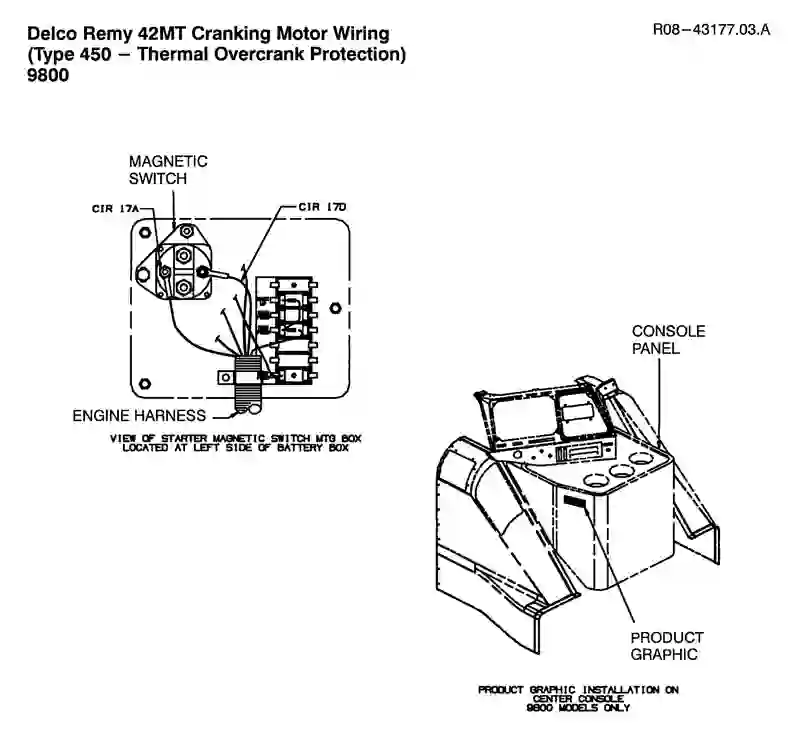 Delco Remy 42MT Cranking Motor Wiring
(Type 450 – Thermal Overcrank Protection)
9800
R08–43177.03.A
MAGNETIC
SWITCH
CIR 17A
CIR 17D
ENGINE HARNESS
VIEW OF STARTER MAGNETIC SWITCH MTG BOX
LOCATED AT LEFT SIDE OF BATTERY BOX
CONSOLE
PANEL
PRODUCT
GRAPHIC
PRODUCT GRAPHIC INSTALLATION ON
CENTER CONSOLE
9800 MODELS ONLY